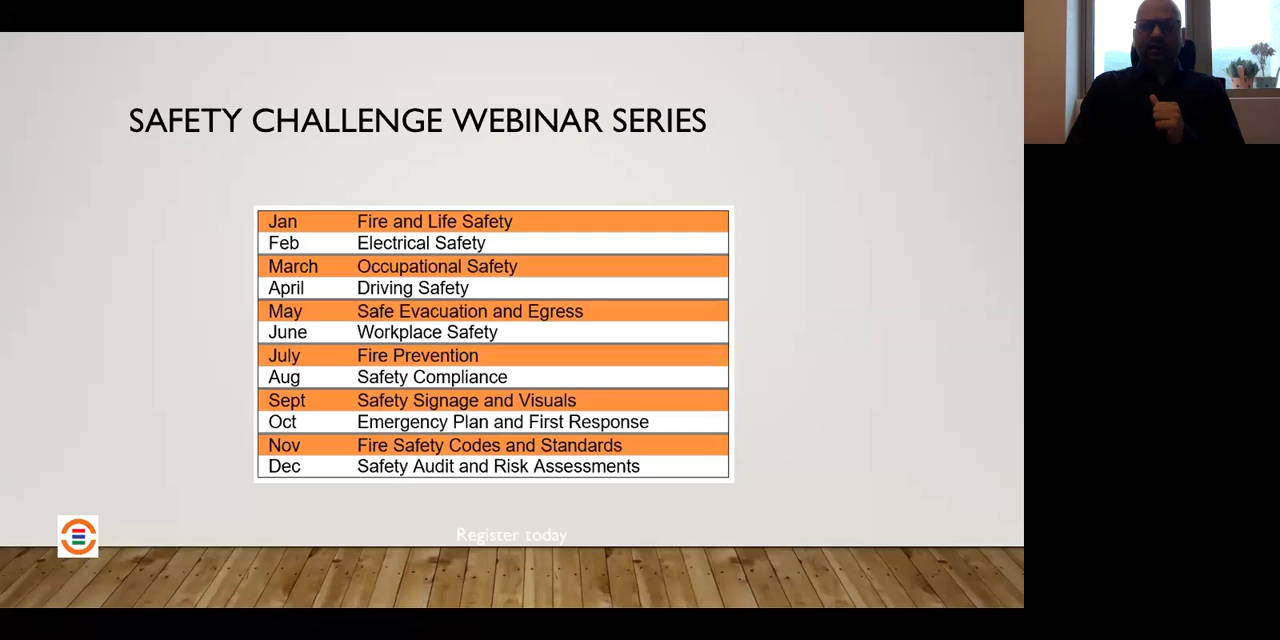 SAFETY CHALLENGE WEBINAR SERIES
Jan Fire and Life Safety
Feb Electrical Safety
March Occupational Safety
April Driving Safety
May Safe Evacuation and Egress
June Workplace Safety
July Fire Prevention
Aug Safety Compliance
Sept Safety Signage and Visuals
Oct Emergency Plan and First Response
Nov Fire Safety Codes and Standards
Dec Safety Audit and Risk Assessments
Register today